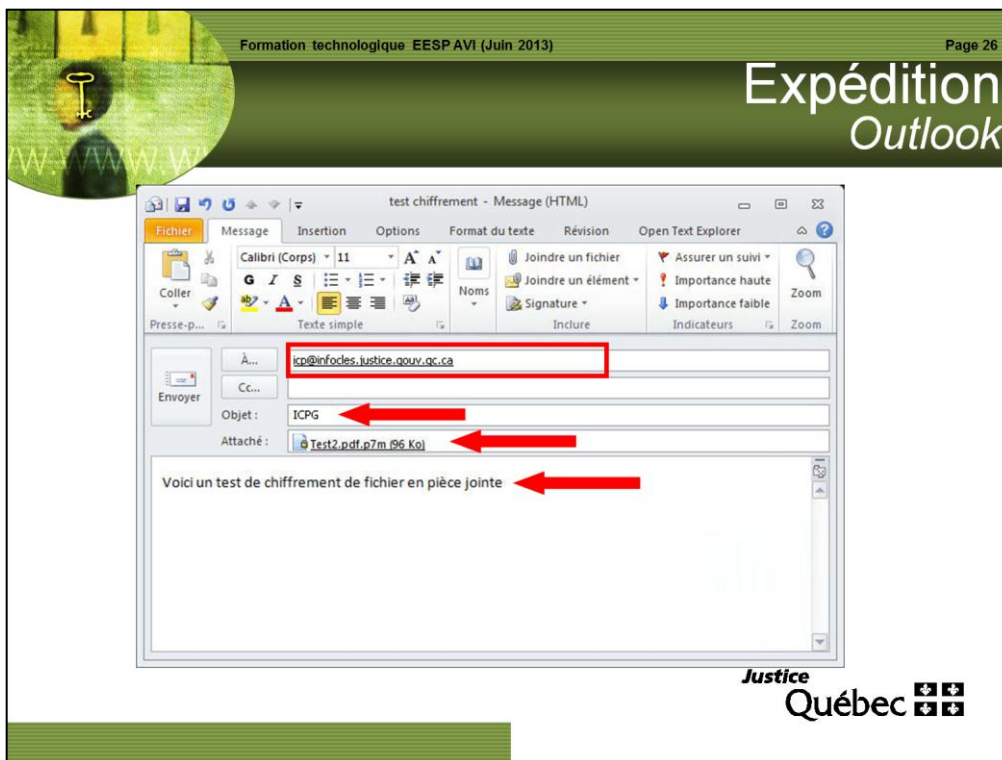 Formation technologique EESP AVI (Juin 2013)
Page 26
Expédition
Outlook
W.WWW.W
test chiffrement - Message (HTML)
Fichier Message Insertion Options Format du texte Révision Open Text Explorer
Coller
Presse-p...
Calibri (Corps) 11 A A
G I S
ab A
Texte simple
Noms
Joindre un fichier
Joindre un élément
Signature
Inclure
Assurer un suivi
Importance haute
Importance faible
Indicateurs
Zoom
Zoom
Envoyer
À... icp@infocles.justice.gouv.qc.ca
Cc...
Objet : ICPG
Attaché : Test2.pdf.p7m (96 Ko)
Voici un test de chiffrement de fichier en pièce jointe
Justice
Québec